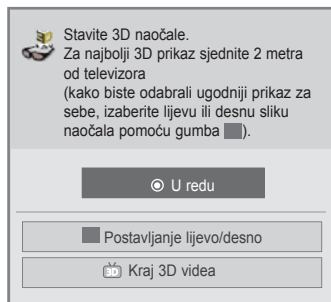 Stavite 3D naočale.
Za najbolji 3D prikaz sjednite 2 metra
od televizora
(kako biste odabrali ugodniji prikaz za
sebe, izaberite lijevu ili desnu sliku
naočala pomoću gumba ).
U redu
Postavljanje lijevo/desno
3D Kraj 3D videa